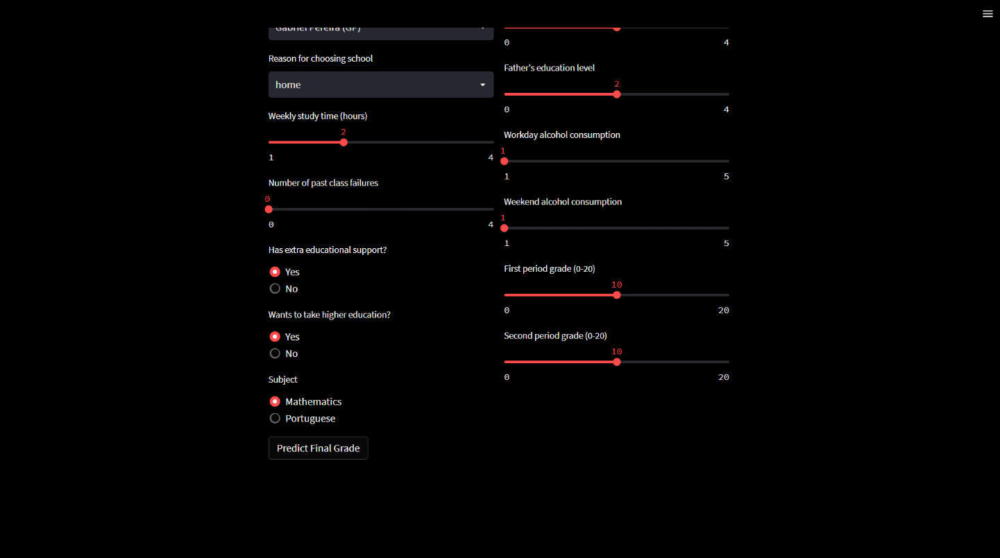 Gabriel Pereira (GP)
Reason for choosing school
home
Weekly study time (hours)
2
1 4
Number of past class failures
0
0 4
Has extra educational support?
Yes
No
Wants to take higher education?
Yes
No
Subject
Mathematics
Portuguese
Predict Final Grade
0 4
Father's education level
2
0 4
Workday alcohol consumption
1
1 5
Weekend alcohol consumption
1
1 5
First period grade (0-20)
10
0 20
Second period grade (0-20)
10
0 20